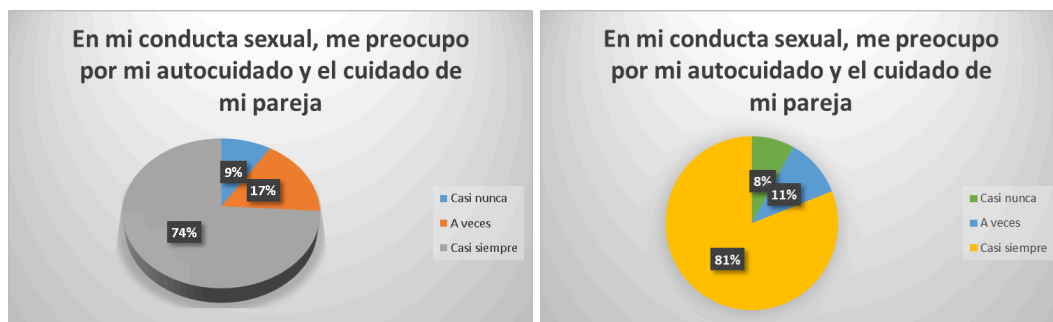 En mi conducta sexual, me preocupo
por mi autocuidado y el cuidado de
mi pareja
9%
17%
74%
Casi nunca
A veces
Casi siempre
En mi conducta sexual, me preocupo
por mi autocuidado y el cuidado de
mi pareja
8%
11%
81%
Casi nunca
A veces
Casi siempre